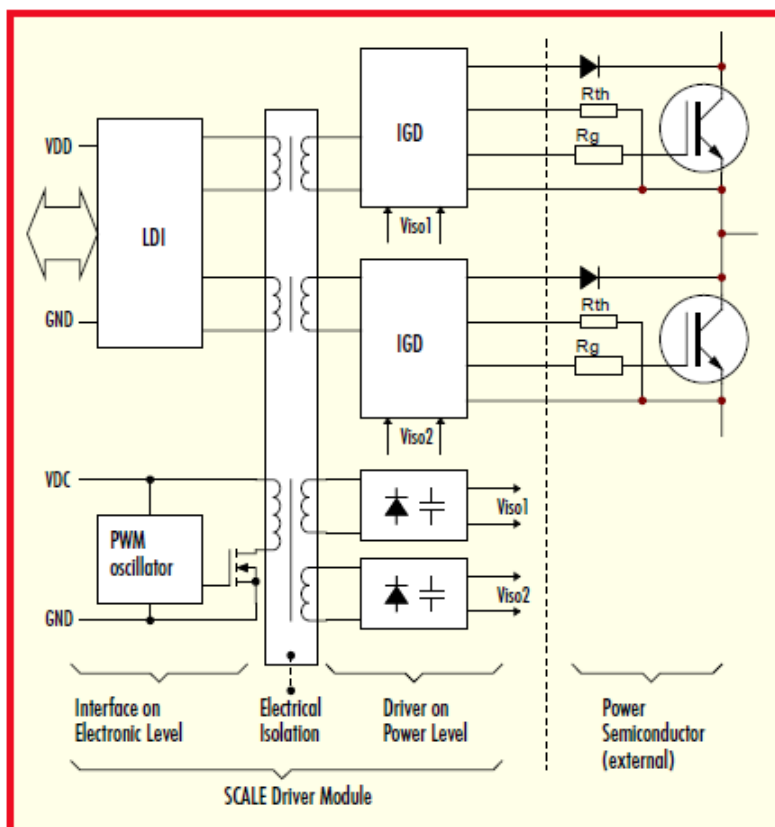 VDD
LDI
GND
IGD
Viso1
Rth
Rg
IGD
Viso2
Rth
Rg
VDC
PWM
oscillator
GND
Viso1
Viso2
Interface on
Electronic Level
Electrical
Isolation
Driver on
Power Level
Power
Semiconductor
(external)
SCALE Driver Module